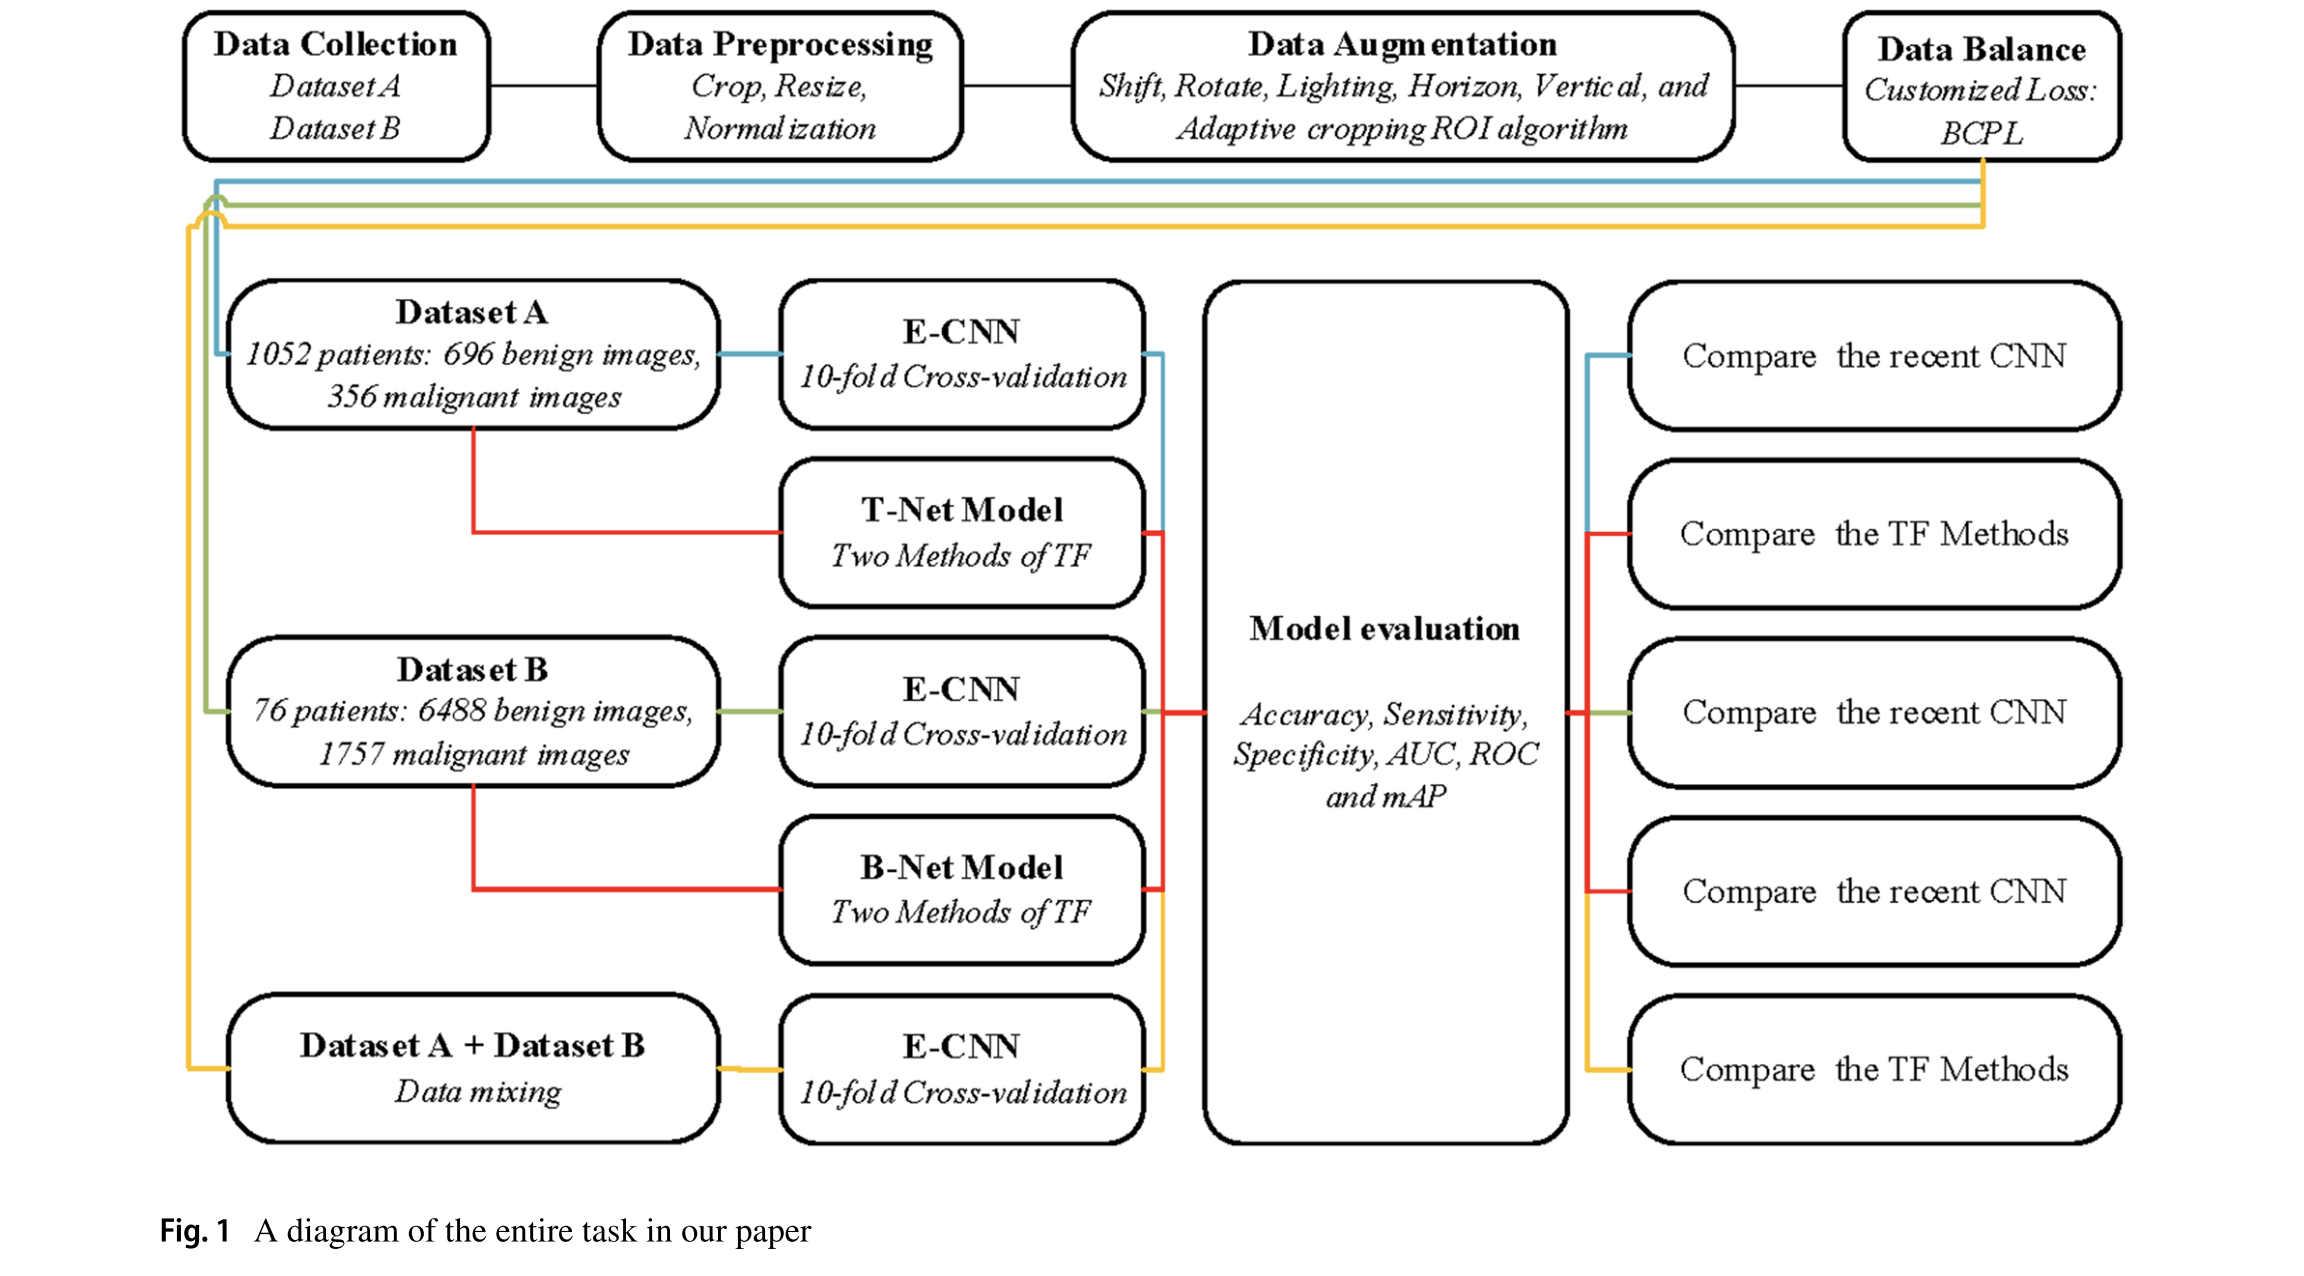 Data Collection
Dataset A
Dataset B
Data Preprocessing
Crop, Resize,
Normalization
Data Augmentation
Shift, Rotate, Lighting, Horizon, Vertical, and
Adaptive cropping ROI algorithm
Data Balance
Customized Loss:
BCPL
Dataset A
1052 patients: 696 benign images,
356 malignant images
E-CNN
10-fold Cross-validation
T-Net Model
Two Methods of TF
Dataset B
76 patients: 6488 benign images,
1757 malignant images
E-CNN
10-fold Cross-validation
B-Net Model
Two Methods of TF
Dataset A + Dataset B
Data mixing
E-CNN
10-fold Cross-validation
Model evaluation
Accuracy, Sensitivity,
Specificity, AUC, ROC
and mAP
Compare the recent CNN
Compare the TF Methods
Compare the recent CNN
Compare the recent CNN
Compare the TF Methods
Fig. 1 A diagram of the entire task in our paper